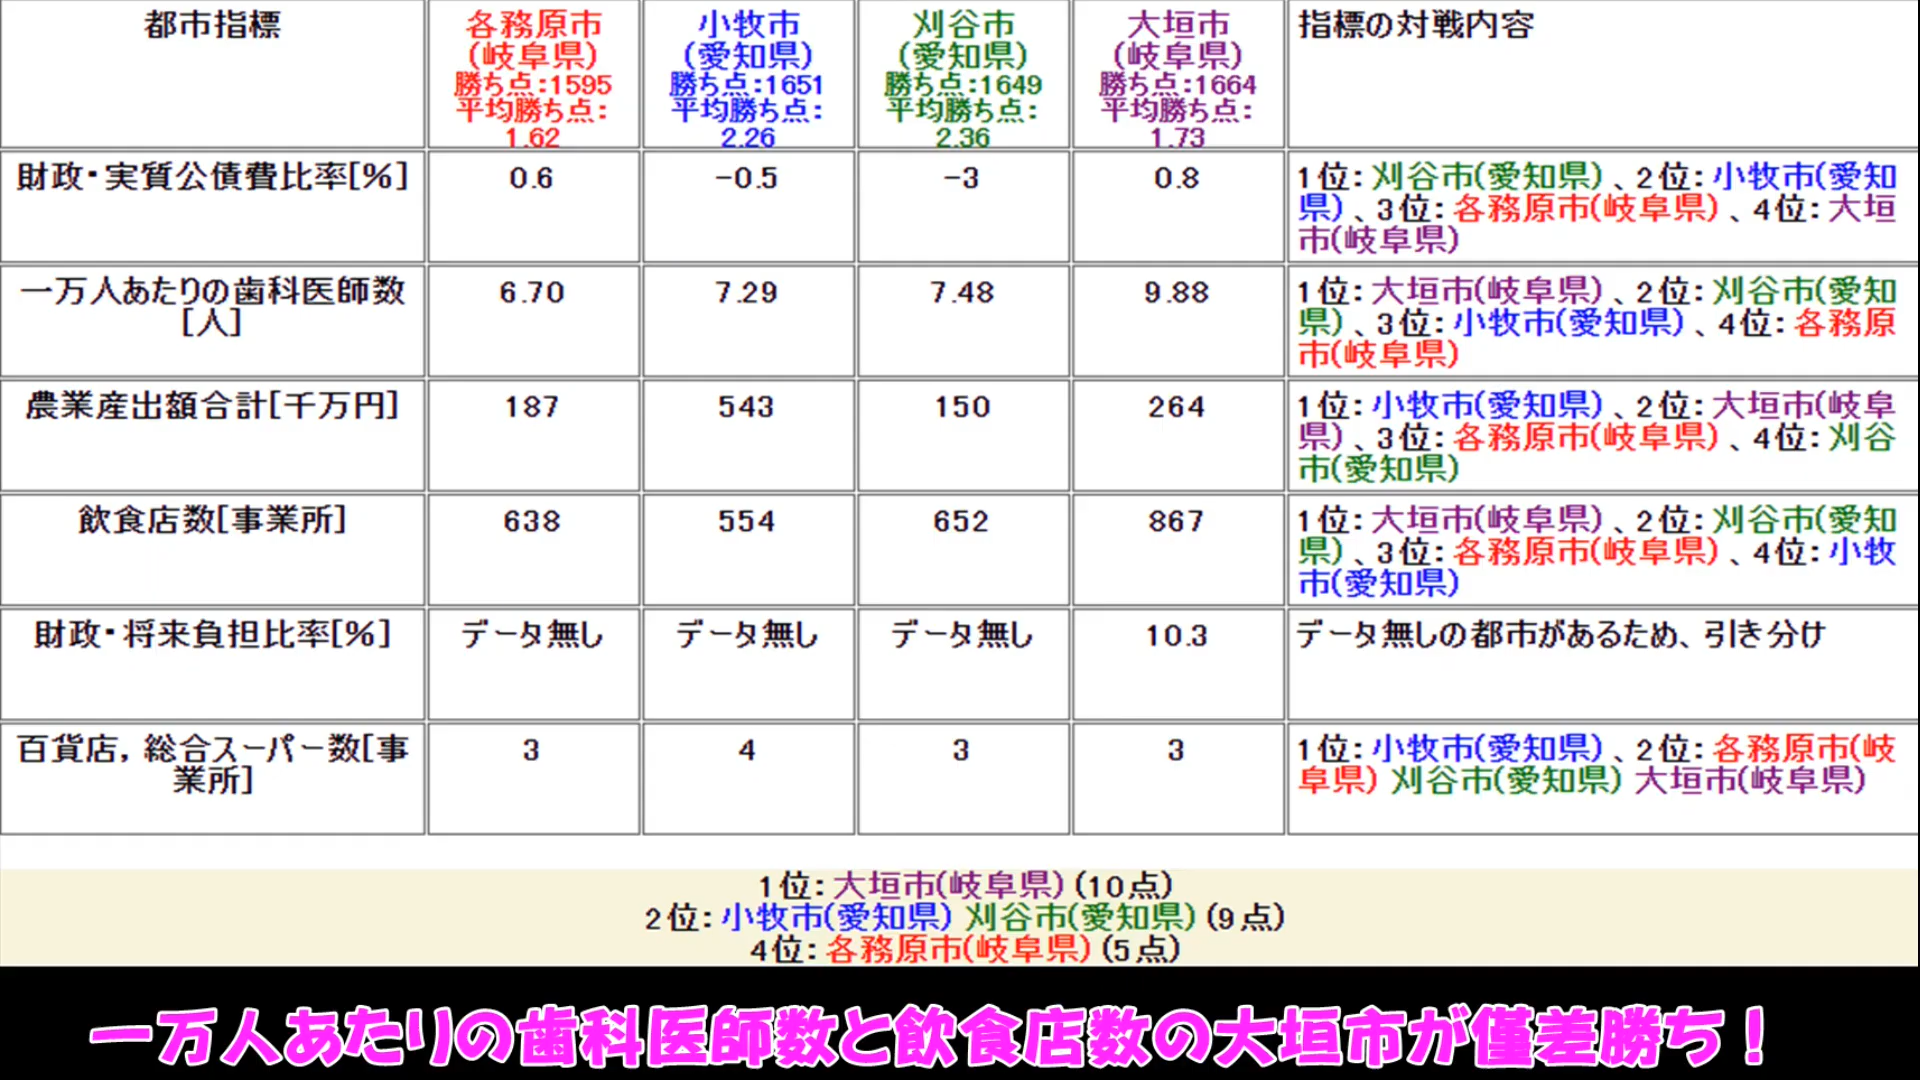 都市指標
各務原市
(岐阜県)
勝ち点:1595
平均勝ち点:
1.62
小牧市
(愛知県)
勝ち点:1651
平均勝ち点:
2.26
刈谷市
(愛知県)
勝ち点:1649
平均勝ち点:
2.36
大垣市
(岐阜県)
勝ち点:1664
平均勝ち点:
1.73
指標の対戦内容
財政・実質公債費比率[%]
0.6
-0.5
-3
0.8
1位: 刈谷市(愛知県) 、2位: 小牧市(愛知
県) 、3位: 各務原市(岐阜県) 、4位: 大垣
市(岐阜県)
一万人あたりの歯科医師数
[人]
6.70
7.29
7.48
9.88
1位: 大垣市(岐阜県) 、2位: 刈谷市(愛知
県) 、3位: 小牧市(愛知県) 、4位: 各務原
市(岐阜県)
農業産出額合計[千万円]
187
543
150
264
1位: 小牧市(愛知県) 、2位: 大垣市(岐阜
県) 、3位: 各務原市(岐阜県) 、4位: 刈谷
市(愛知県)
飲食店数[事業所]
638
554
652
867
1位: 大垣市(岐阜県) 、2位: 刈谷市(愛知
県) 、3位: 各務原市(岐阜県) 、4位: 小牧
市(愛知県)
財政・将来負担比率[%]
データ無し
データ無し
データ無し
10.3
データ無しの都市があるため、引き分け
百貨店，総合スーパー数[事
業所]
3
4
3
3
1位: 小牧市(愛知県) 、2位: 各務原市(岐
阜県) 刈谷市(愛知県) 大垣市(岐阜県)
1位: 大垣市(岐阜県) (10点)
2位: 小牧市(愛知県) 刈谷市(愛知県) (9点)
4位: 各務原市(岐阜県) (5点)
一万人あたりの歯科医師数と飲食店数の大垣市が僅差勝ち！